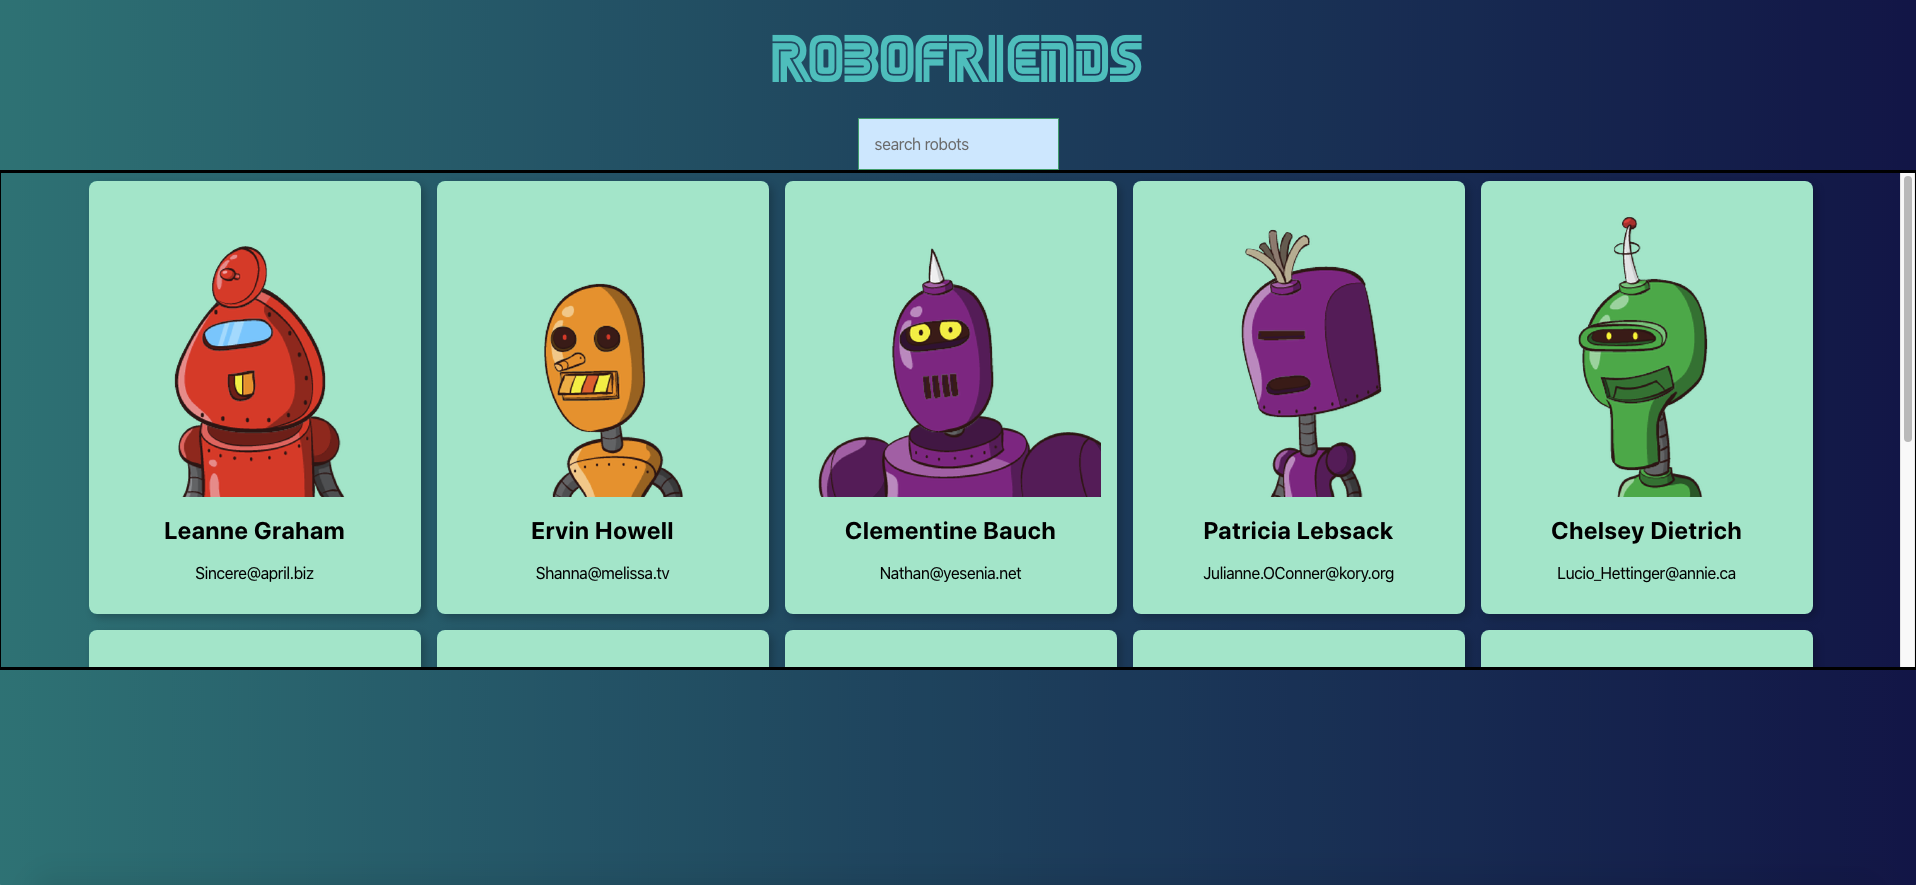 ROBOFRIENDS
search robots
Leanne Graham
Sincere@april.biz
Ervin Howell
Shanna@melissa.tv
Clementine Bauch
Nathan@yesenia.net
Patricia Lebsack
Julianne.OConner@kory.org
Chelsey Dietrich
Lucio_Hettinger@annie.ca